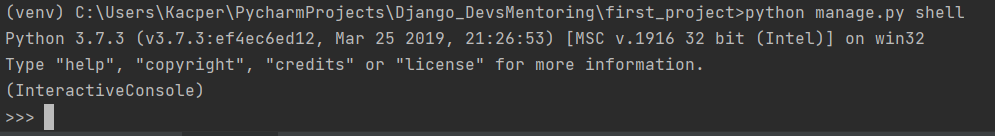 (venv) C:\Users\Kacper\PycharmProjects\Django_DevsMentoring\first_project>python manage.py shell
Python 3.7.3 (v3.7.3:ef4ec6ed12, Mar 25 2019, 21:26:53) [MSC v.1916 32 bit (Intel)] on win32
Type "help", "copyright", "credits" or "license" for more information.
(InteractiveConsole)
>>>